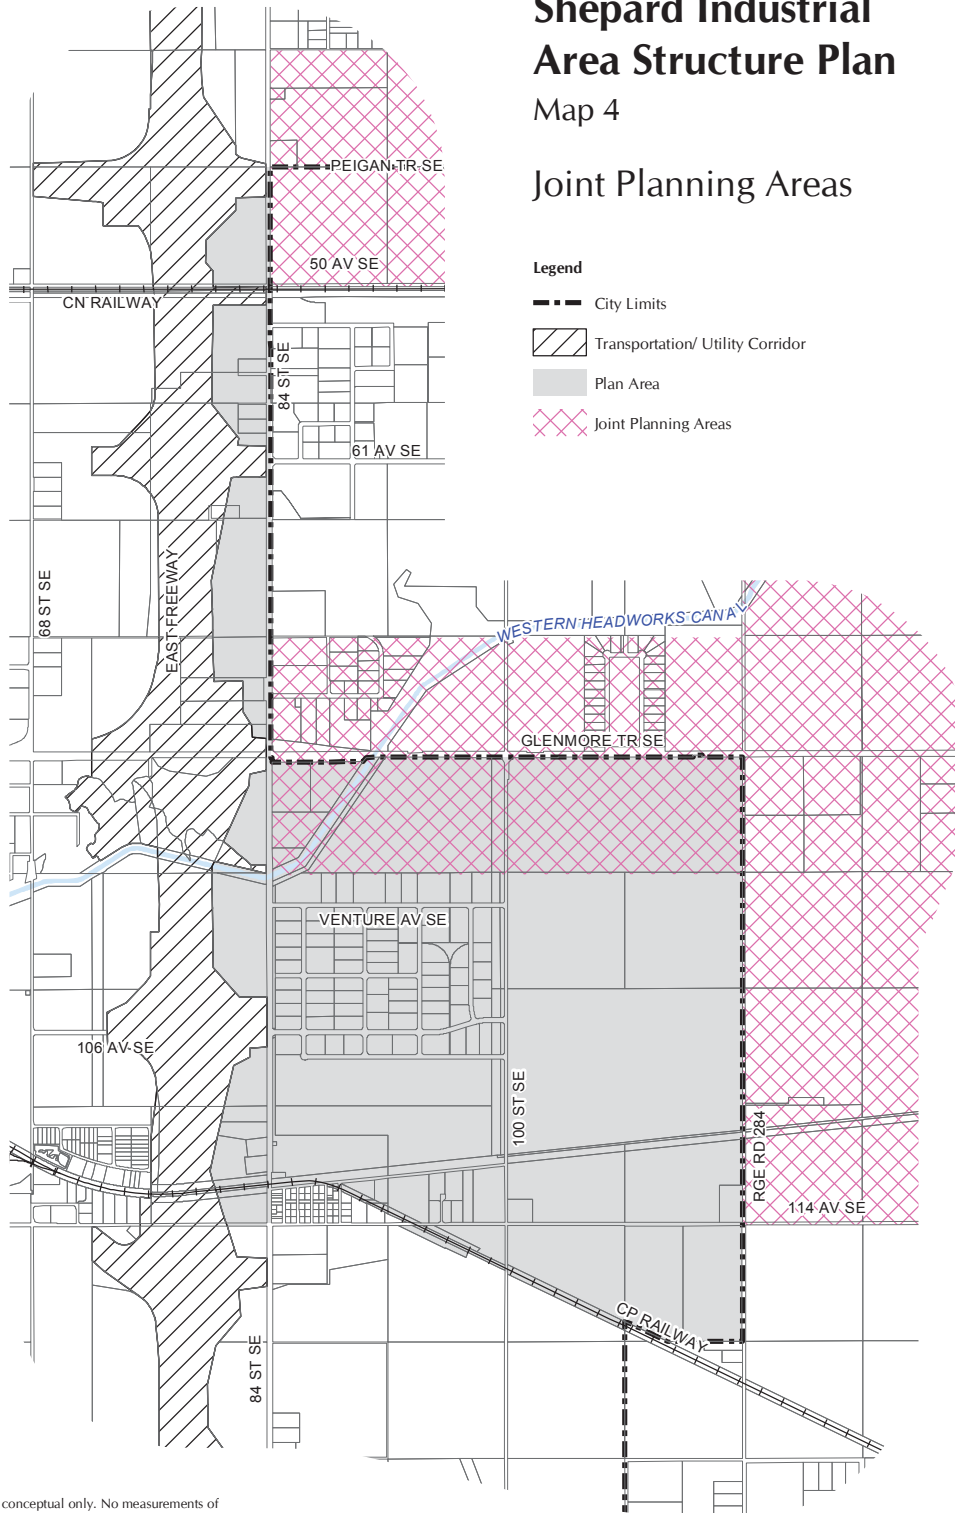 Shepard Industrial
Area Structure Plan
Map 4
Joint Planning Areas
Legend
City Limits
Transportation/ Utility Corridor
Plan Area
Joint Planning Areas
PEIGAN TR SE
50 AV SE
CN RAILWAY
84 ST SE
61 AV SE
68 ST SE
EAST FREEWAY
WESTERN HEADWORKS CANAL
GLENMORE TR SE
VENTURE AV SE
106 AV SE
100 ST SE
RGE RD 284
114 AV SE
CP RAILWAY
84 ST SE
conceptual only. No measurements of